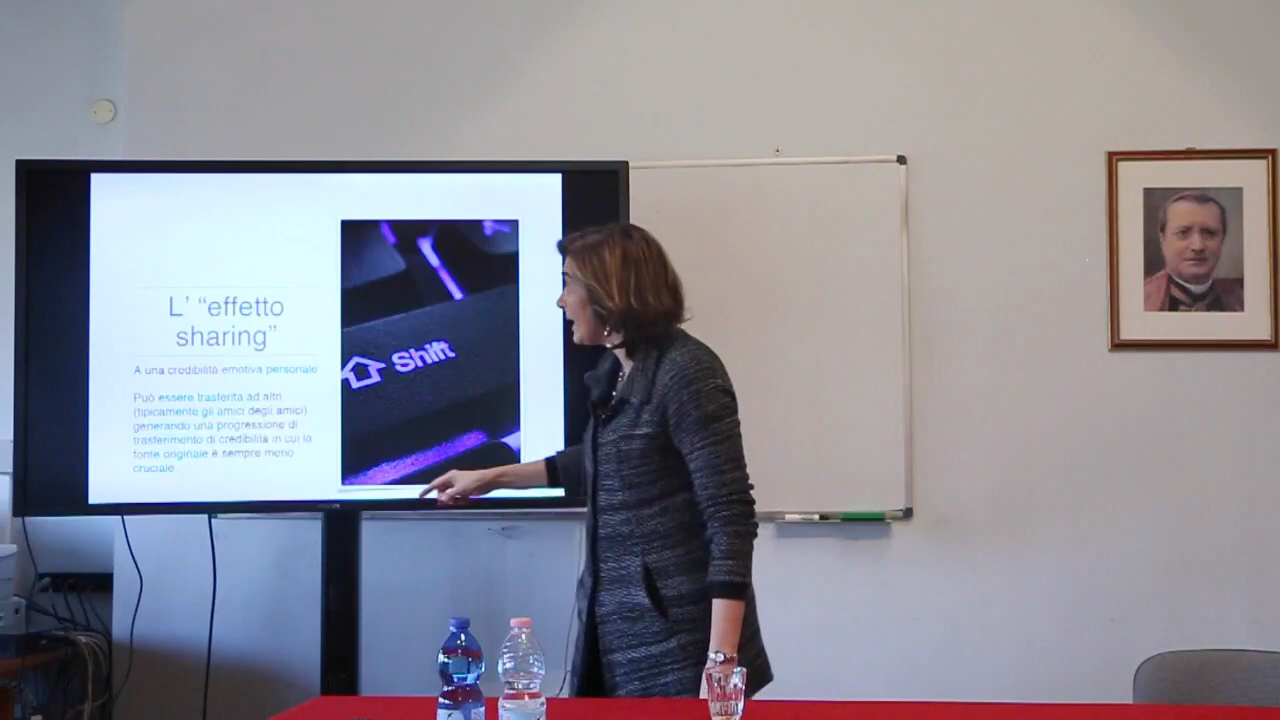 L' “effetto
sharing”
A una credibilità emotiva personale
Può essere trasferita ad altri
(tipicamente gli amici degli amici)
generando una progressione di
trasferimento di credibilità in cui la
fonte originale è sempre meno
cruciale.
Shift